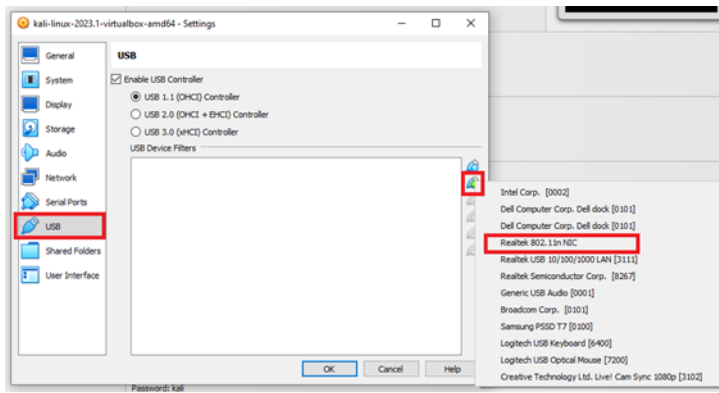 kali-linux-2023.1-virtualbox-amd64 - Settings
General
System
Display
Storage
Audio
Network
Serial Ports
USB
Shared Folders
User Interface
USB
Enable USB Controller
USB 1.1 (OHCI) Controller
USB 2.0 (OHCI + EHCI) Controller
USB 3.0 (xHCI) Controller
USB Device Filters
OK Cancel Help
Password: kali
Intel Corp. [0002]
Dell Computer Corp. Dell dock [0101]
Dell Computer Corp. Dell dock [0101]
Realtek 802.11n NIC
Realtek USB 10/100/1000 LAN [3111]
Realtek Semiconductor Corp. [8267]
Generic USB Audio [0001]
Broadcom Corp. [0101]
Samsung PSSD T7 [0100]
Logitech USB Keyboard [6400]
Logitech USB Optical Mouse [7200]
Creative Technology Ltd. Live! Cam Sync 1080p [3102]